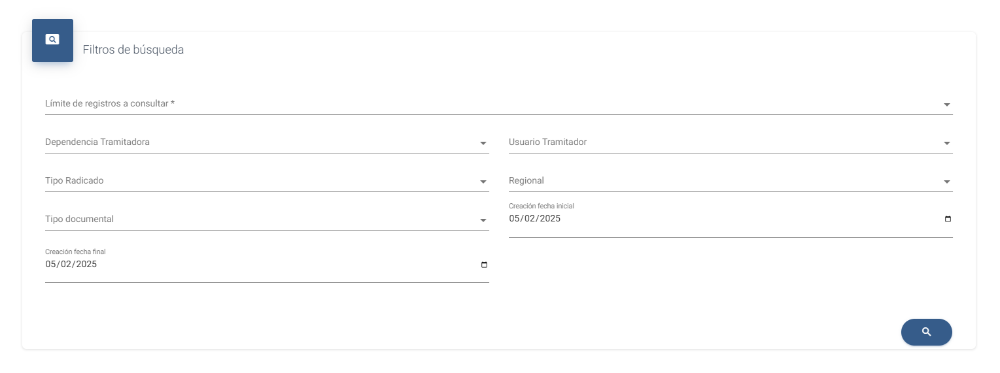 Filtros de búsqueda
Límite de registros a consultar *
Dependencia Tramitadora
Usuario Tramitador
Tipo Radicado
Regional
Tipo documental
Creación fecha inicial
05/02/2025
Creación fecha final
05/02/2025